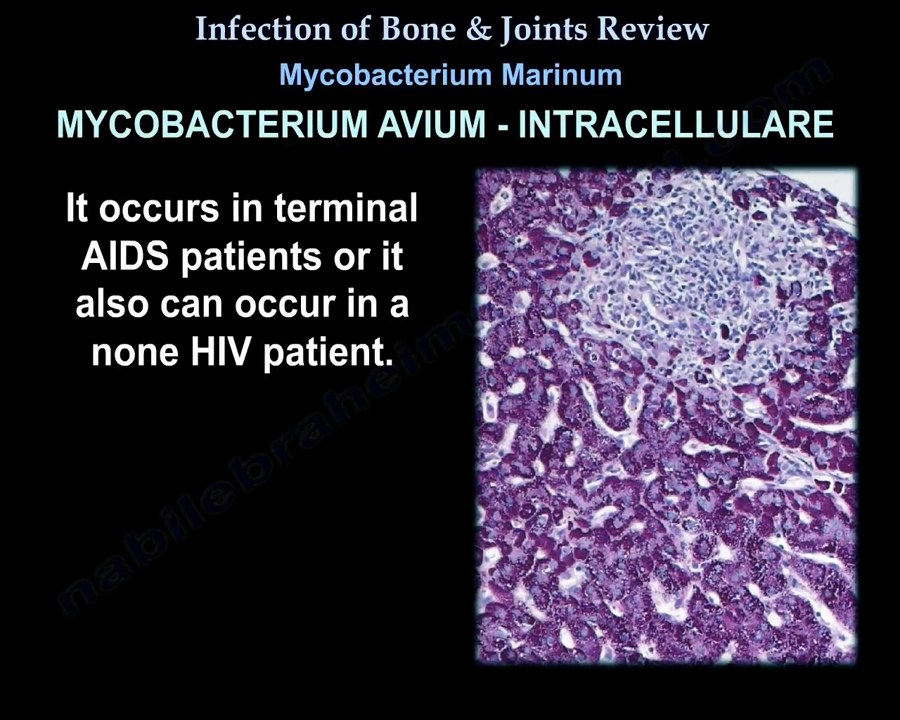 Infection of Bone & Joints Review
Mycobacterium Marinum
MYCOBACTERIUM AVIUM - INTRACELLULARE
It occurs in terminal
AIDS patients or it
also can occur in a
none HIV patient.